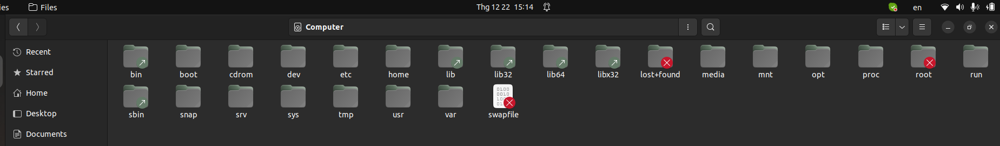 ies Files Thg 12 22 15:14 en
Computer
Recent
Starred
Home
Desktop
Documents
bin boot cdrom dev etc home lib lib32 lib64 libx32 lost+found media mnt opt proc root run
sbin snap srv sys tmp usr var swapfile